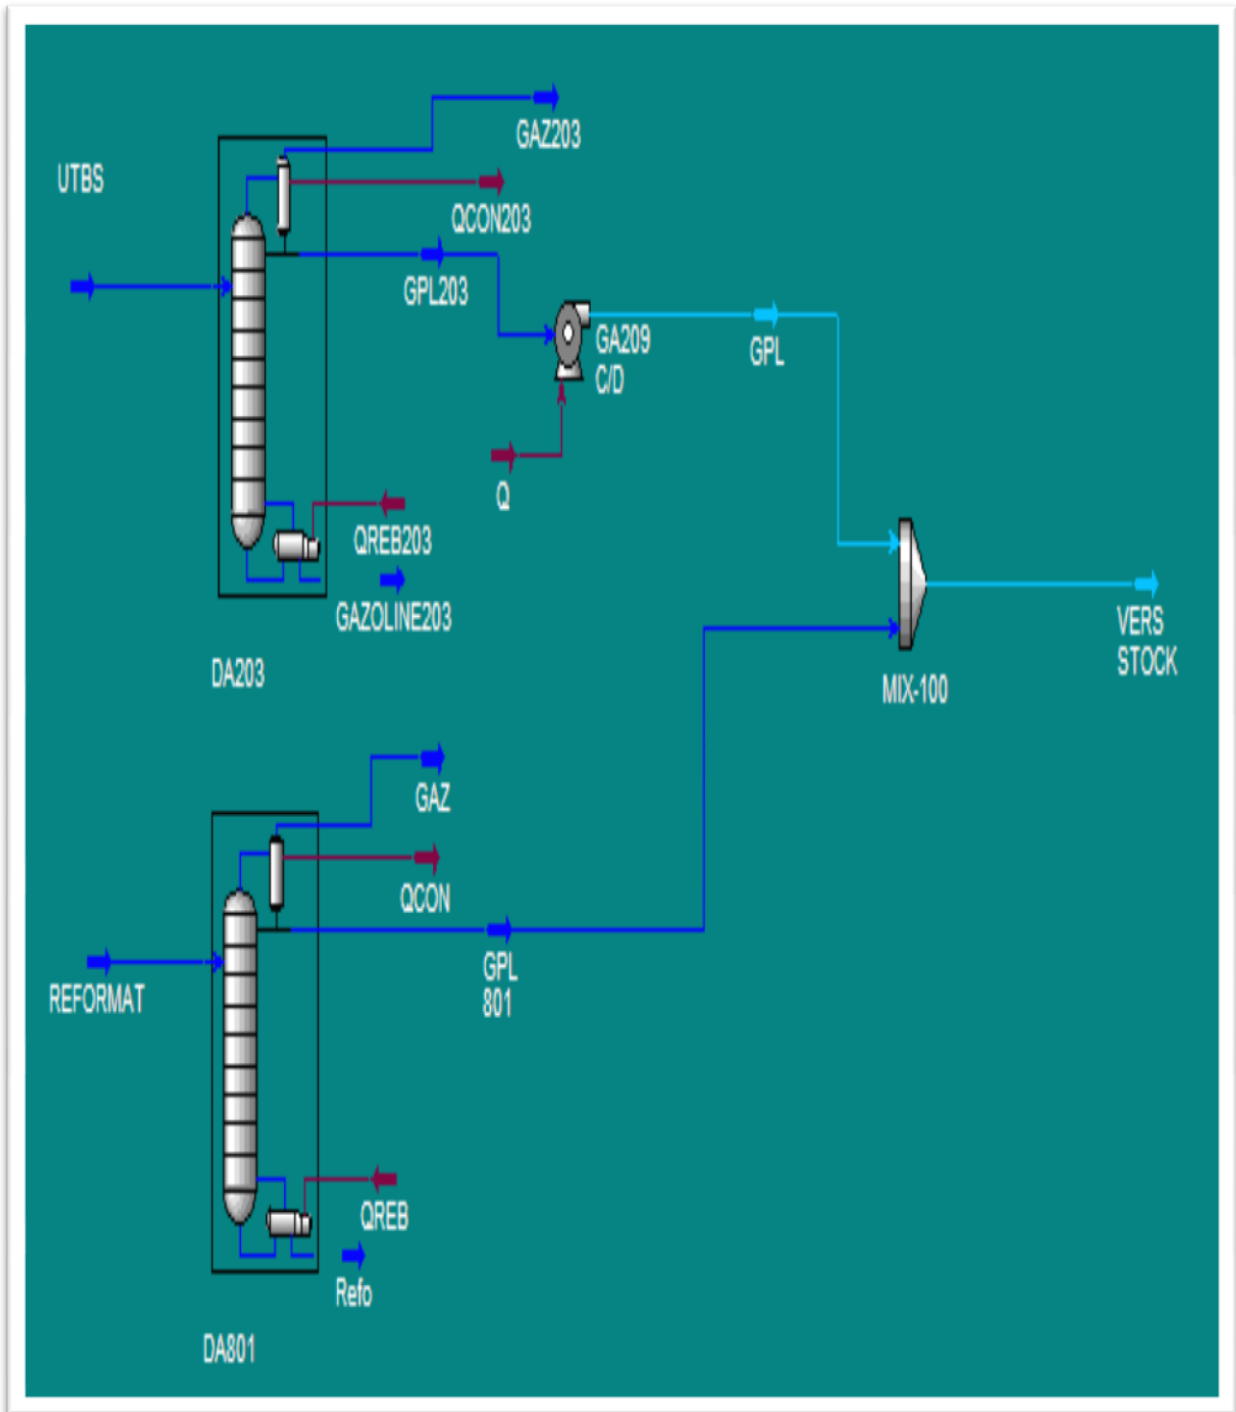 GAZ203
UTBS
QCON203
GPL203
GA209
C/D
GPL
Q
QREB203
GAZOLINE203
VERS
STOCK
DA203
MIX-100
GAZ
QCON
GPL
801
REFORMAT
QREB
Refo
DA801